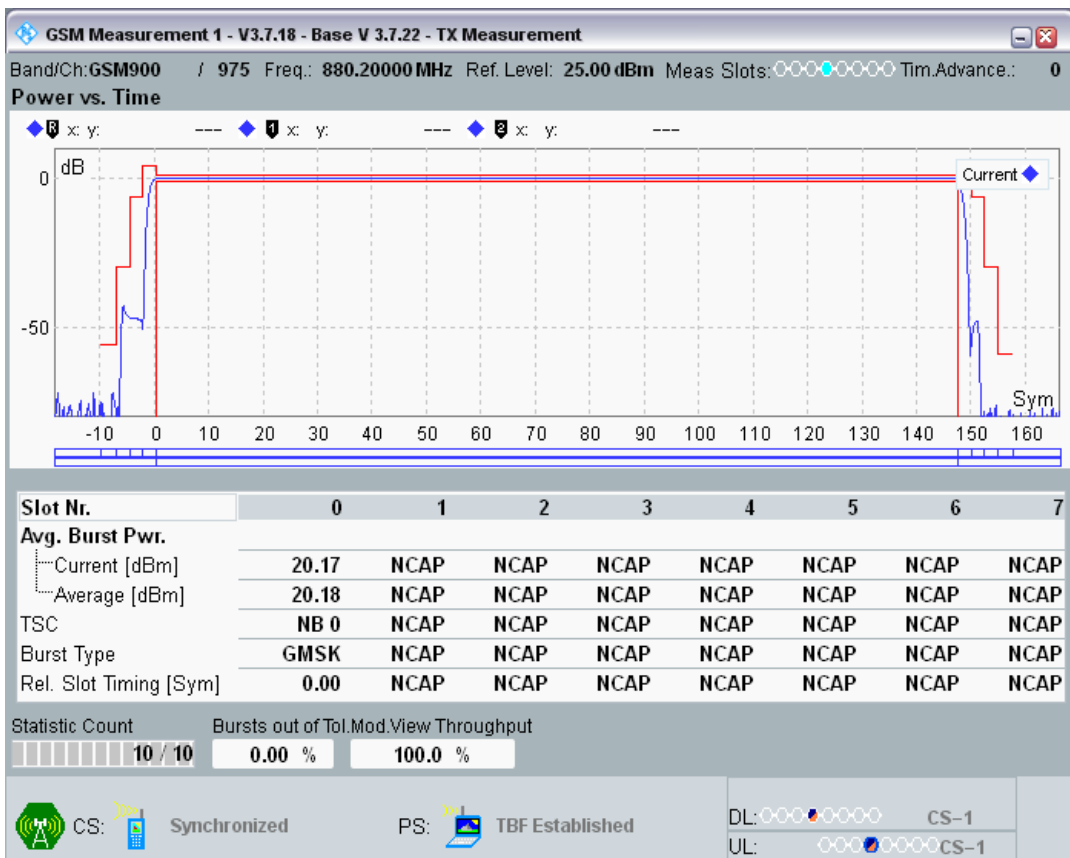 GSM Measurement 1 - V3.7.18 - Base V 3.7.22 - TX Measurement
Band/Ch:GSM900 / 975 Freq.: 880.20000 MHz Ref. Level: 25.00 dBm Meas Slots: Tim.Advance.: 0
Power vs. Time
R x: y: --- 1 x: y: --- 2 x: y: ---
dB
Current
0
-50
Sym
-10 0 10 20 30 40 50 60 70 80 90 100 110 120 130 140 150 160
Slot Nr. 0 1 2 3 4 5 6 7
Avg. Burst Pwr.
Current [dBm] 20.17 NCAP NCAP NCAP NCAP NCAP NCAP NCAP
Average [dBm] 20.18 NCAP NCAP NCAP NCAP NCAP NCAP NCAP
TSC NB 0 NCAP NCAP NCAP NCAP NCAP NCAP NCAP
Burst Type GMSK NCAP NCAP NCAP NCAP NCAP NCAP NCAP
Rel. Slot Timing [Sym] 0.00 NCAP NCAP NCAP NCAP NCAP NCAP NCAP
Statistic Count Bursts out of Tol.Mod.View Throughput
10 / 10 0.00 % 100.0 %
CS: Synchronized PS: TBF Established
DL: CS-1
UL: CS-1